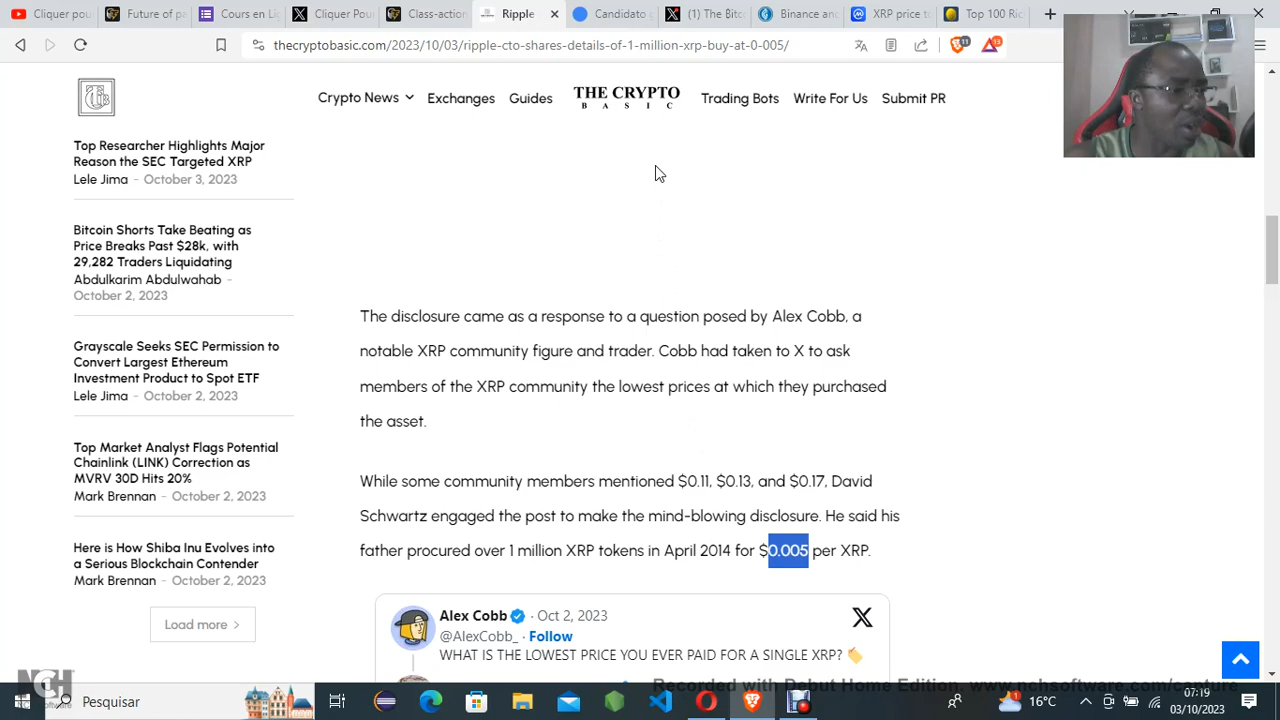 Cliquer pou
Future of pa
Cours en Li
Cliquer pou
Class-action
Ripple
Candidato g
(1) The Bitc
Binance and
XRP price t
Top 100 Ric
thecryptobasic.com/2023/10/03/ripple-cto-shares-details-of-1-million-xrp-buy-at-0-005/
11
13
Crypto News
Exchanges
Guides
THE CRYPTO
BASIC
Trading Bots
Write For Us
Submit PR
Top Researcher Highlights Major
Reason the SEC Targeted XRP
Lele Jima - October 3, 2023
Bitcoin Shorts Take Beating as
Price Breaks Past $28k, with
29,282 Traders Liquidating
Abdulkarim Abdulwahab -
October 2, 2023
Grayscale Seeks SEC Permission to
Convert Largest Ethereum
Investment Product to Spot ETF
Lele Jima - October 2, 2023
Top Market Analyst Flags Potential
Chainlink (LINK) Correction as
MVRV 30D Hits 20%
Mark Brennan - October 2, 2023
Here is How Shiba Inu Evolves into
a Serious Blockchain Contender
Mark Brennan - October 2, 2023
Load more
The disclosure came as a response to a question posed by Alex Cobb, a
notable XRP community figure and trader. Cobb had taken to X to ask
members of the XRP community the lowest prices at which they purchased
the asset.
While some community members mentioned $0.11, $0.13, and $0.17, David
Schwartz engaged the post to make the mind-blowing disclosure. He said his
father procured over 1 million XRP tokens in April 2014 for $0.005 per XRP.
Alex Cobb · Oct 2, 2023
@AlexCobb_ · Follow
WHAT IS THE LOWEST PRICE YOU EVER PAID FOR A SINGLE XRP?
NCH
Software
Recorded with Debut Home Edition. www.nchsoftware.com/capture
Pesquisar
1
16°C
07:19
03/10/2023